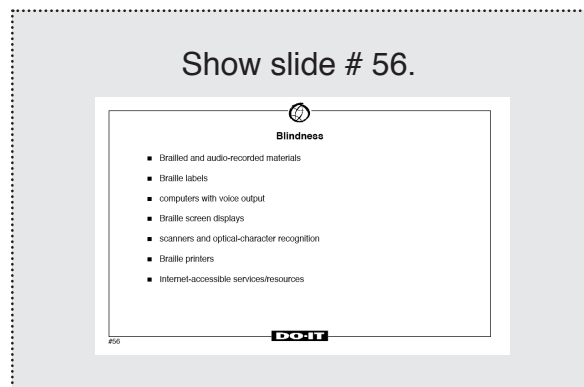 Show slide # 56.
Blindness
■ Brailled and audio-recorded materials
■ Braille labels
■ computers with voice output
■ Braille screen displays
■ scanners and optical-character recognition
■ Braille printers
■ Internet-accessible services/resources
DO-IT
#56